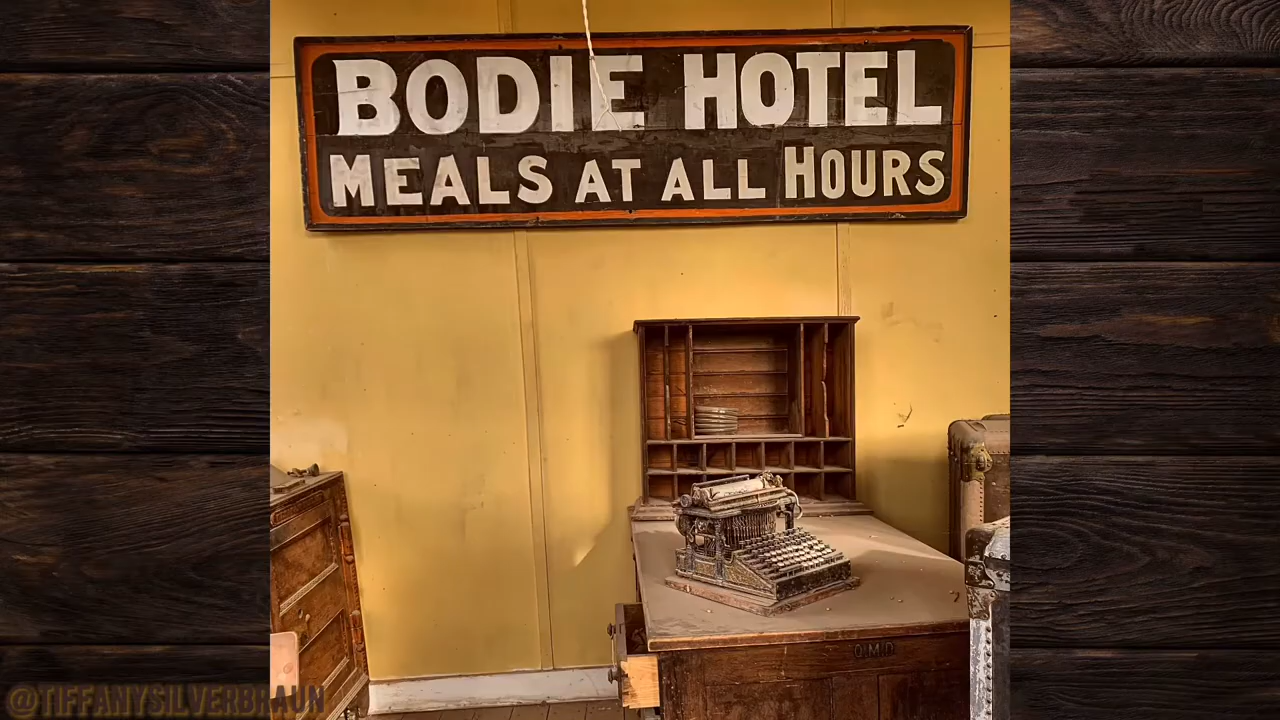 BODIE HOTEL
MEALS AT ALL HOURS
O.M.D.
@TIFFANYSILVERBRAUN